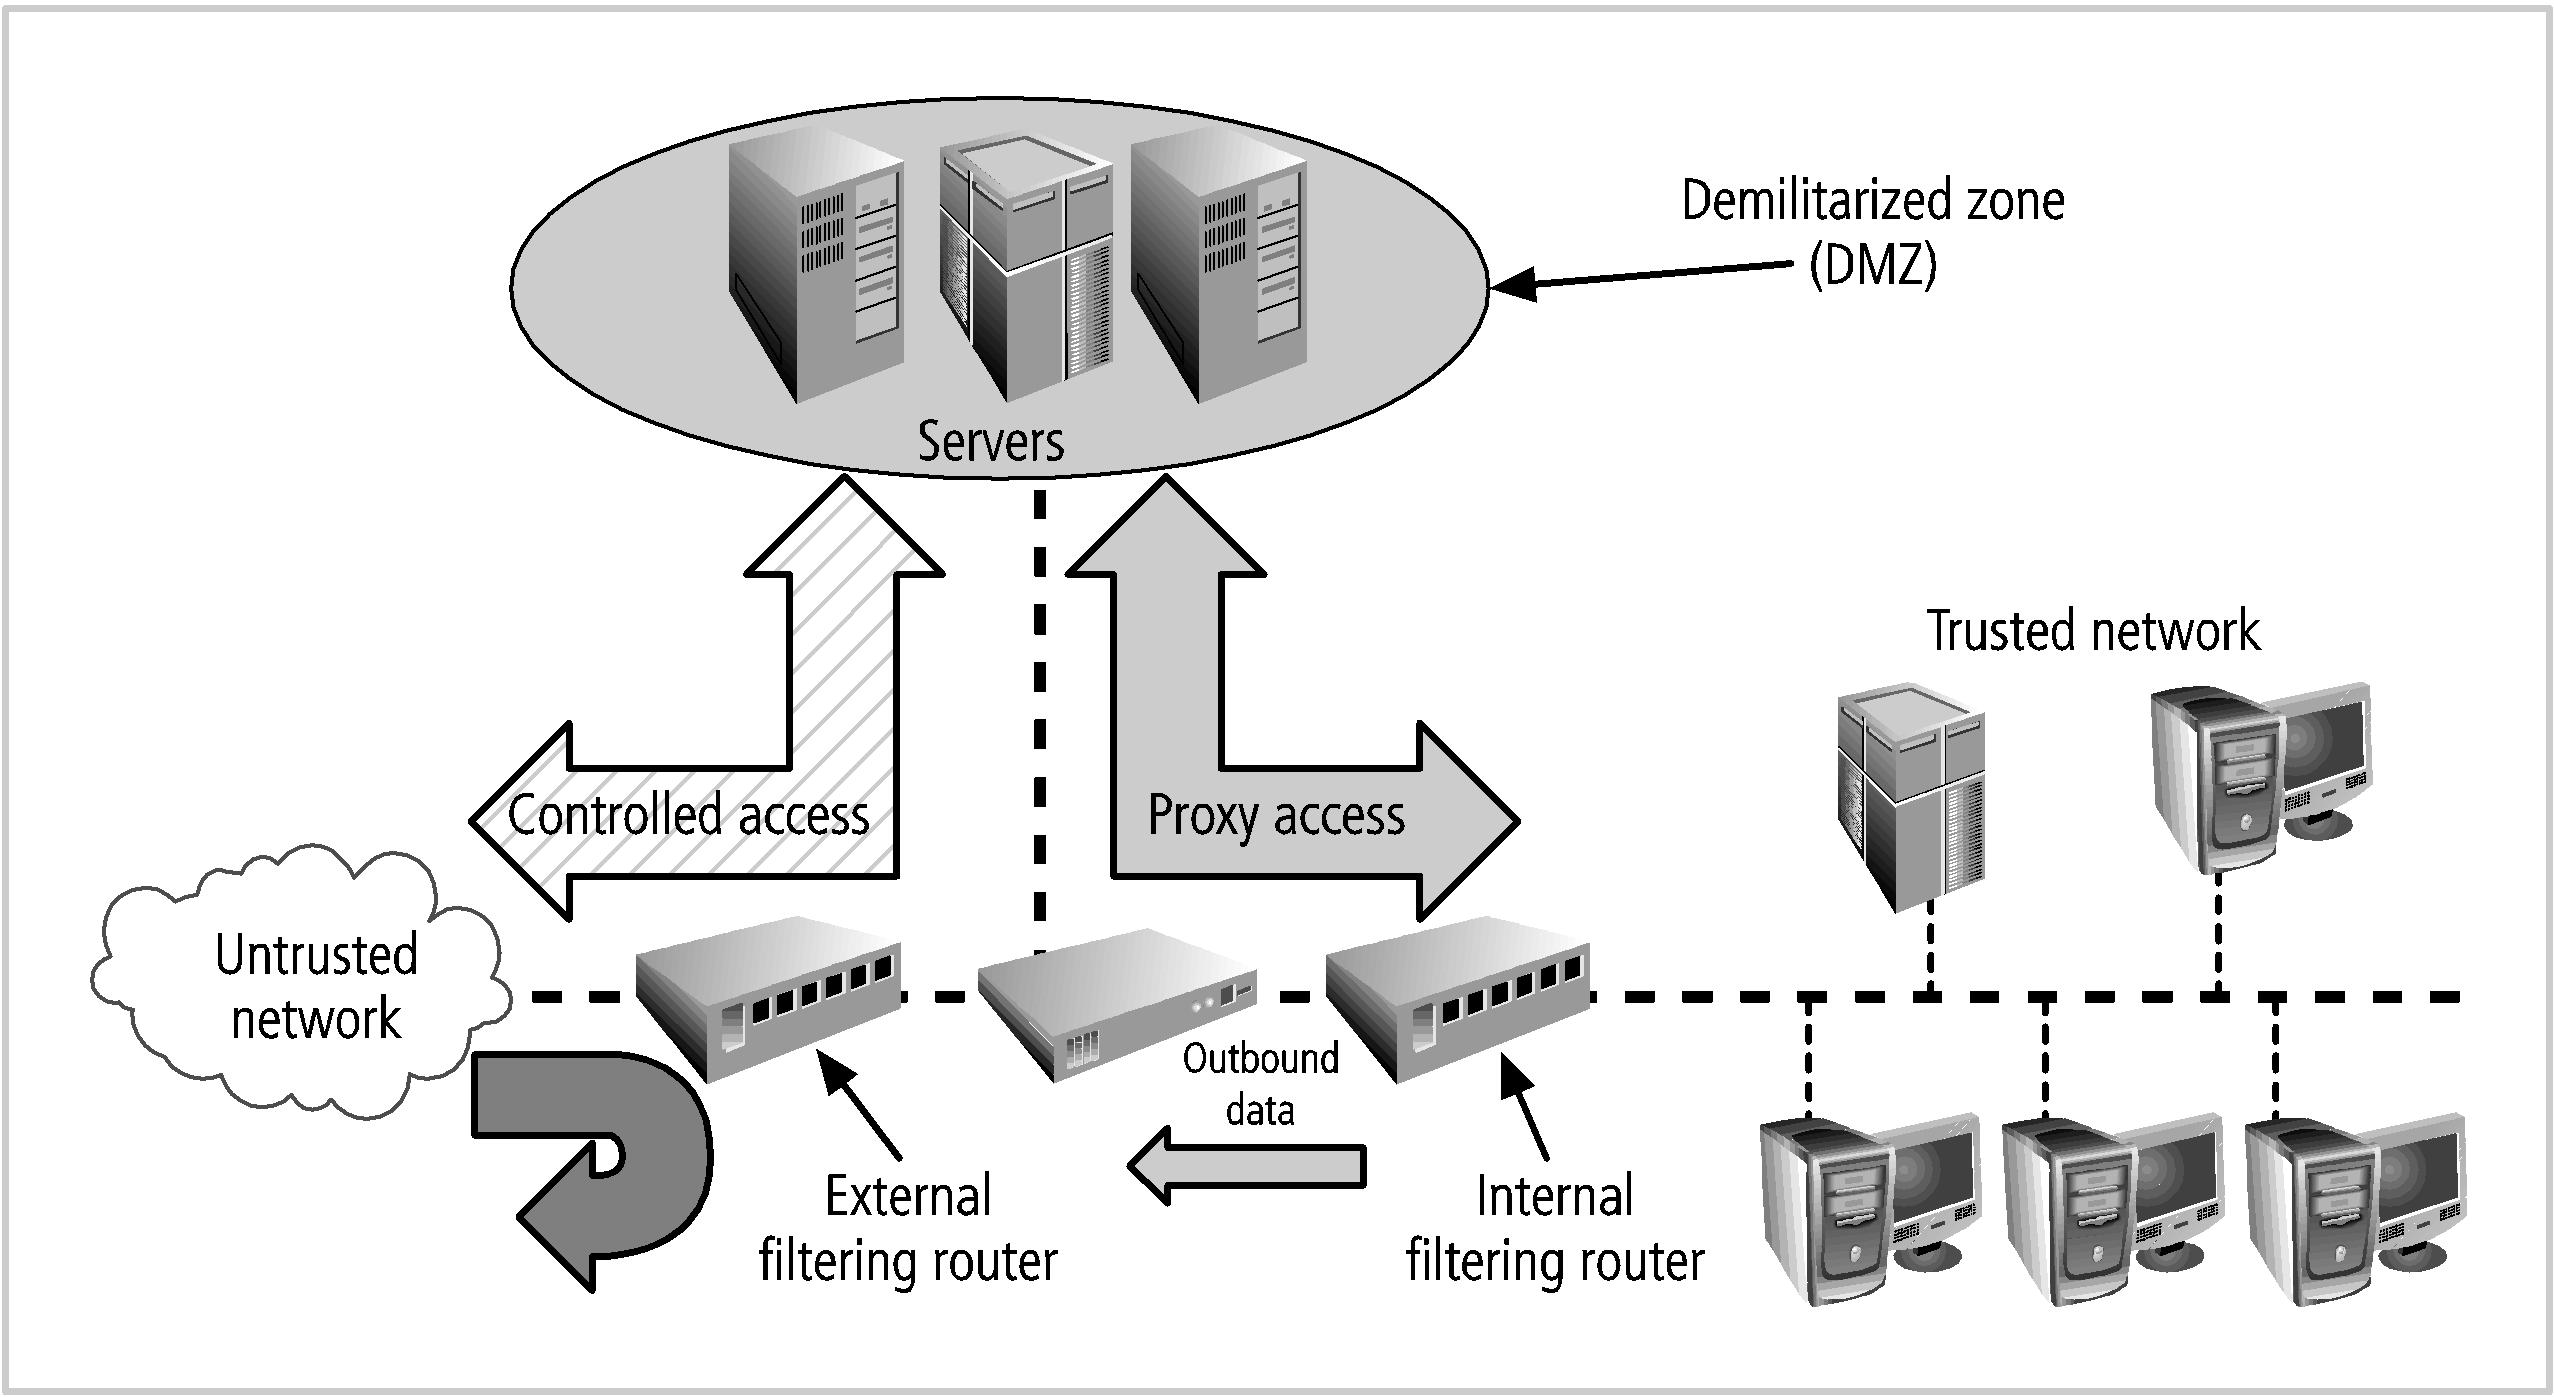 Demilitarized zone
(DMZ)
Servers
Trusted network
Controlled access
Proxy access
Untrusted
network
Outbound
data
External
filtering router
Internal
filtering router